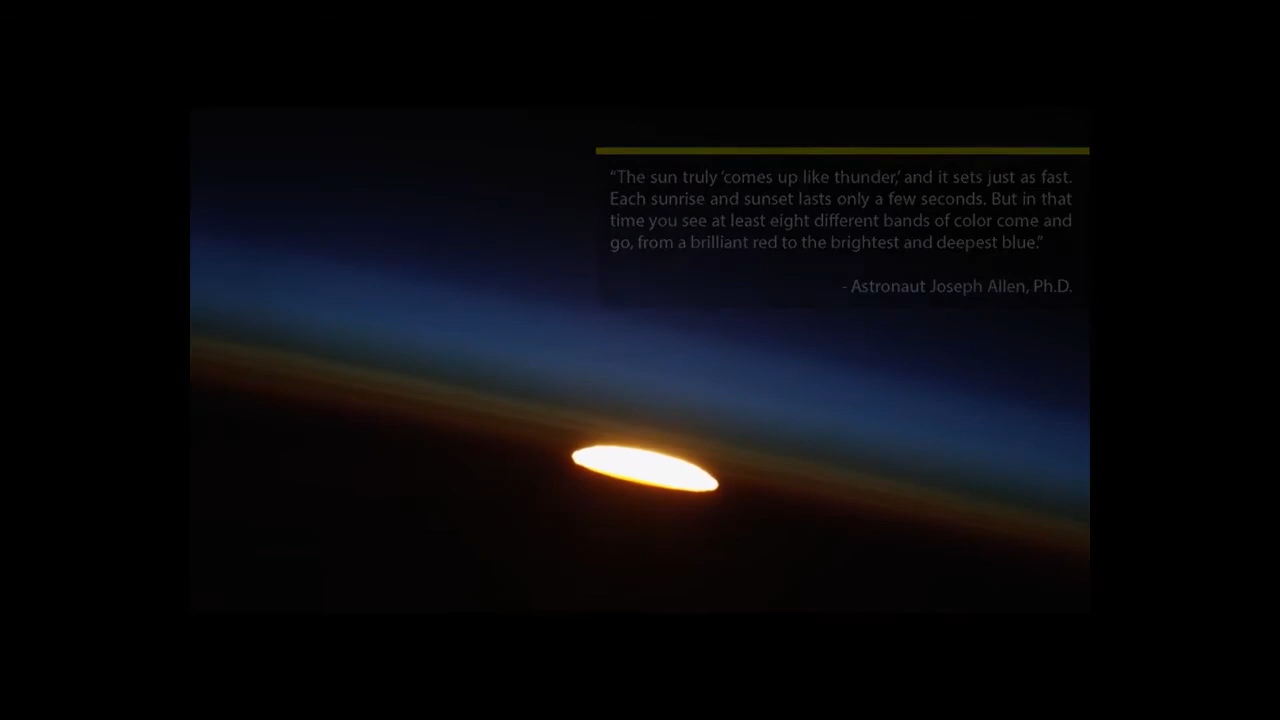 “The sun truly ‘comes up like thunder,’ and it sets just as fast.
Each sunrise and sunset lasts only a few seconds. But in that
time you see at least eight different bands of color come and
go, from a brilliant red to the brightest and deepest blue.”
- Astronaut Joseph Allen, Ph.D.